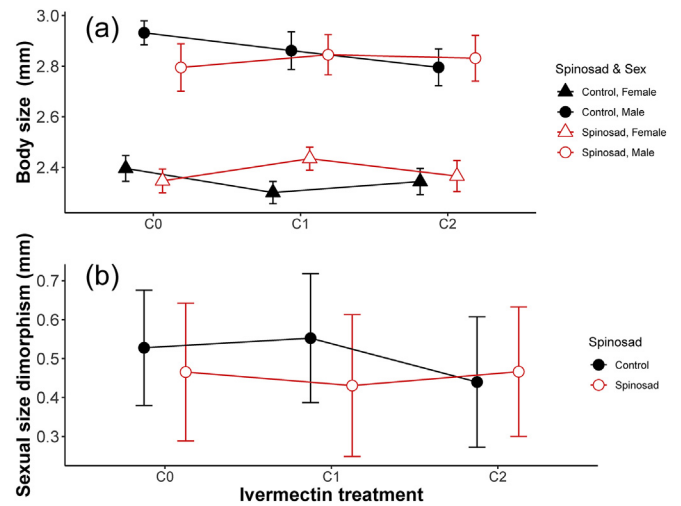 (a)
Body size (mm)
3.0
2.8
2.6
2.4
C0
C1
C2
Spinosad & Sex
Control, Female
Control, Male
Spinosad, Female
Spinosad, Male
(b)
Sexual size dimorphism (mm)
0.7
0.6
0.5
0.4
0.3
C0
C1
C2
Ivermectin treatment
Spinosad
Control
Spinosad